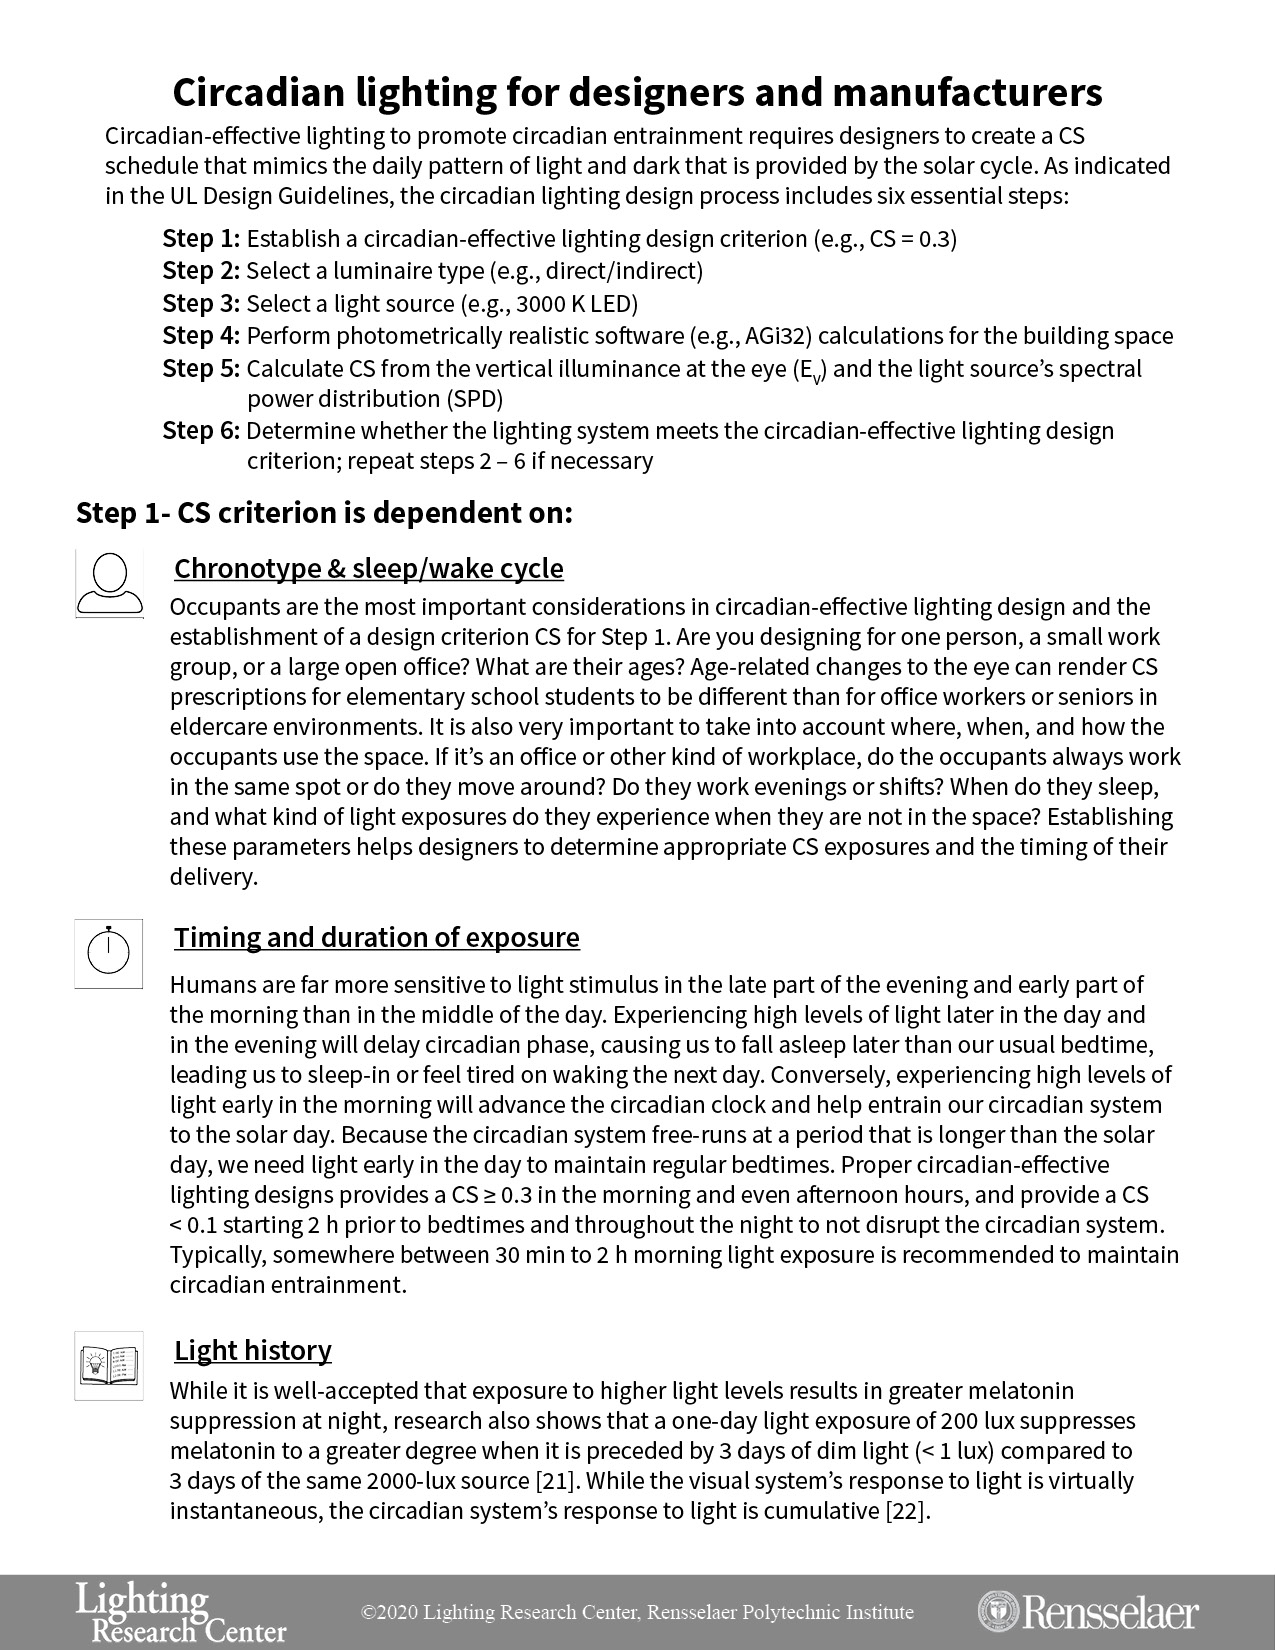 Circadian lighting for designers and manufacturers
Circadian-effective lighting to promote circadian entrainment requires designers to create a CS
schedule that mimics the daily pattern of light and dark that is provided by the solar cycle. As indicated
in the UL Design Guidelines, the circadian lighting design process includes six essential steps:
Step 1: Establish a circadian-effective lighting design criterion (e.g., CS = 0.3)
Step 2: Select a luminaire type (e.g., direct/indirect)
Step 3: Select a light source (e.g., 3000 K LED)
Step 4: Perform photometrically realistic software (e.g., AGi32) calculations for the building space
Step 5: Calculate CS from the vertical illuminance at the eye (Ev) and the light source's spectral
power distribution (SPD)
Step 6: Determine whether the lighting system meets the circadian-effective lighting design
criterion; repeat steps 2 – 6 if necessary
Step 1- CS criterion is dependent on:
Chronotype & sleep/wake cycle
Occupants are the most important considerations in circadian-effective lighting design and the
establishment of a design criterion CS for Step 1. Are you designing for one person, a small work
group, or a large open office? What are their ages? Age-related changes to the eye can render CS
prescriptions for elementary school students to be different than for office workers or seniors in
eldercare environments. It is also very important to take into account where, when, and how the
occupants use the space. If it's an office or other kind of workplace, do the occupants always work
in the same spot or do they move around? Do they work evenings or shifts? When do they sleep,
and what kind of light exposures do they experience when they are not in the space? Establishing
these parameters helps designers to determine appropriate CS exposures and the timing of their
delivery.
Timing and duration of exposure
Humans are far more sensitive to light stimulus in the late part of the evening and early part of
the morning than in the middle of the day. Experiencing high levels of light later in the day and
in the evening will delay circadian phase, causing us to fall asleep later than our usual bedtime,
leading us to sleep-in or feel tired on waking the next day. Conversely, experiencing high levels of
light early in the morning will advance the circadian clock and help entrain our circadian system
to the solar day. Because the circadian system free-runs at a period that is longer than the solar
day, we need light early in the day to maintain regular bedtimes. Proper circadian-effective
lighting designs provides a CS ≥ 0.3 in the morning and even afternoon hours, and provide a CS
< 0.1 starting 2 h prior to bedtimes and throughout the night to not disrupt the circadian system.
Typically, somewhere between 30 min to 2 h morning light exposure is recommended to maintain
circadian entrainment.
Light history
While it is well-accepted that exposure to higher light levels results in greater melatonin
suppression at night, research also shows that a one-day light exposure of 200 lux suppresses
melatonin to a greater degree when it is preceded by 3 days of dim light (< 1 lux) compared to
3 days of the same 2000-lux source [21]. While the visual system's response to light is virtually
instantaneous, the circadian system's response to light is cumulative [22].
Lighting
Research Center
©2020 Lighting Research Center, Rensselaer Polytechnic Institute
Rensselaer